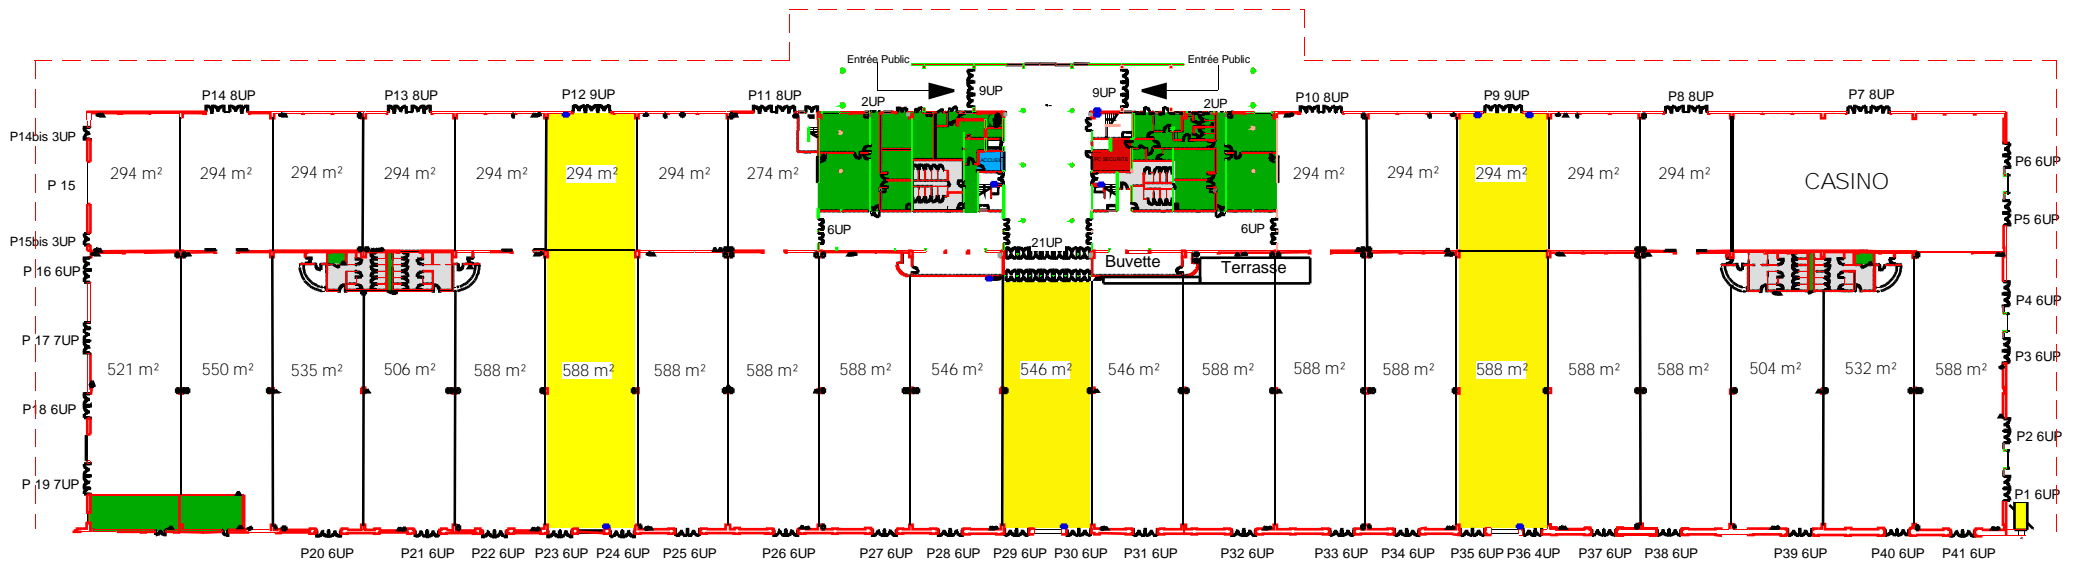 Entrée Public
Entrée Public
P14 8UP
P13 8UP
P12 9UP
P11 8UP
2UP
9UP
9UP
2UP
P10 8UP
P9 9UP
P8 8UP
P7 8UP
P14bis 3UP
P 15
P15bis 3UP
294 m²
294 m²
294 m²
294 m²
294 m²
294 m²
274 m²
ACCUEIL
PC SECURITE
294 m²
294 m²
294 m²
294 m²
CASINO
P6 6UP
P5 6UP
6UP
21UP
6UP
Buvette
Terrasse
P 16 6UP
P 17 7UP
P18 6UP
P 19 7UP
P4 6UP
P3 6UP
P2 6UP
P1 6UP
521 m²
550 m²
535 m²
506 m²
588 m²
588 m²
588 m²
588 m²
588 m²
546 m²
546 m²
546 m²
588 m²
588 m²
588 m²
588 m²
588 m²
588 m²
504 m²
532 m²
588 m²
P20 6UP
P21 6UP
P22 6UP
P23 6UP
P24 6UP
P25 6UP
P26 6UP
P27 6UP
P28 6UP
P29 6UP
P30 6UP
P31 6UP
P32 6UP
P33 6UP
P34 6UP
P35 6UP
P36 4UP
P37 6UP
P38 6UP
P39 6UP
P40 6UP
P41 6UP